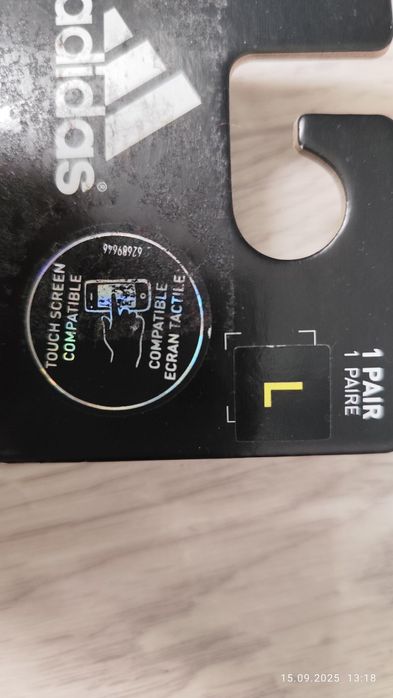 adidas®
62689646
TOUCH SCREEN
COMPATIBLE
COMPATIBLE
ECRAN TACTILE
L
1 PAIR
1 PAIRE
15.09.2025 13:18